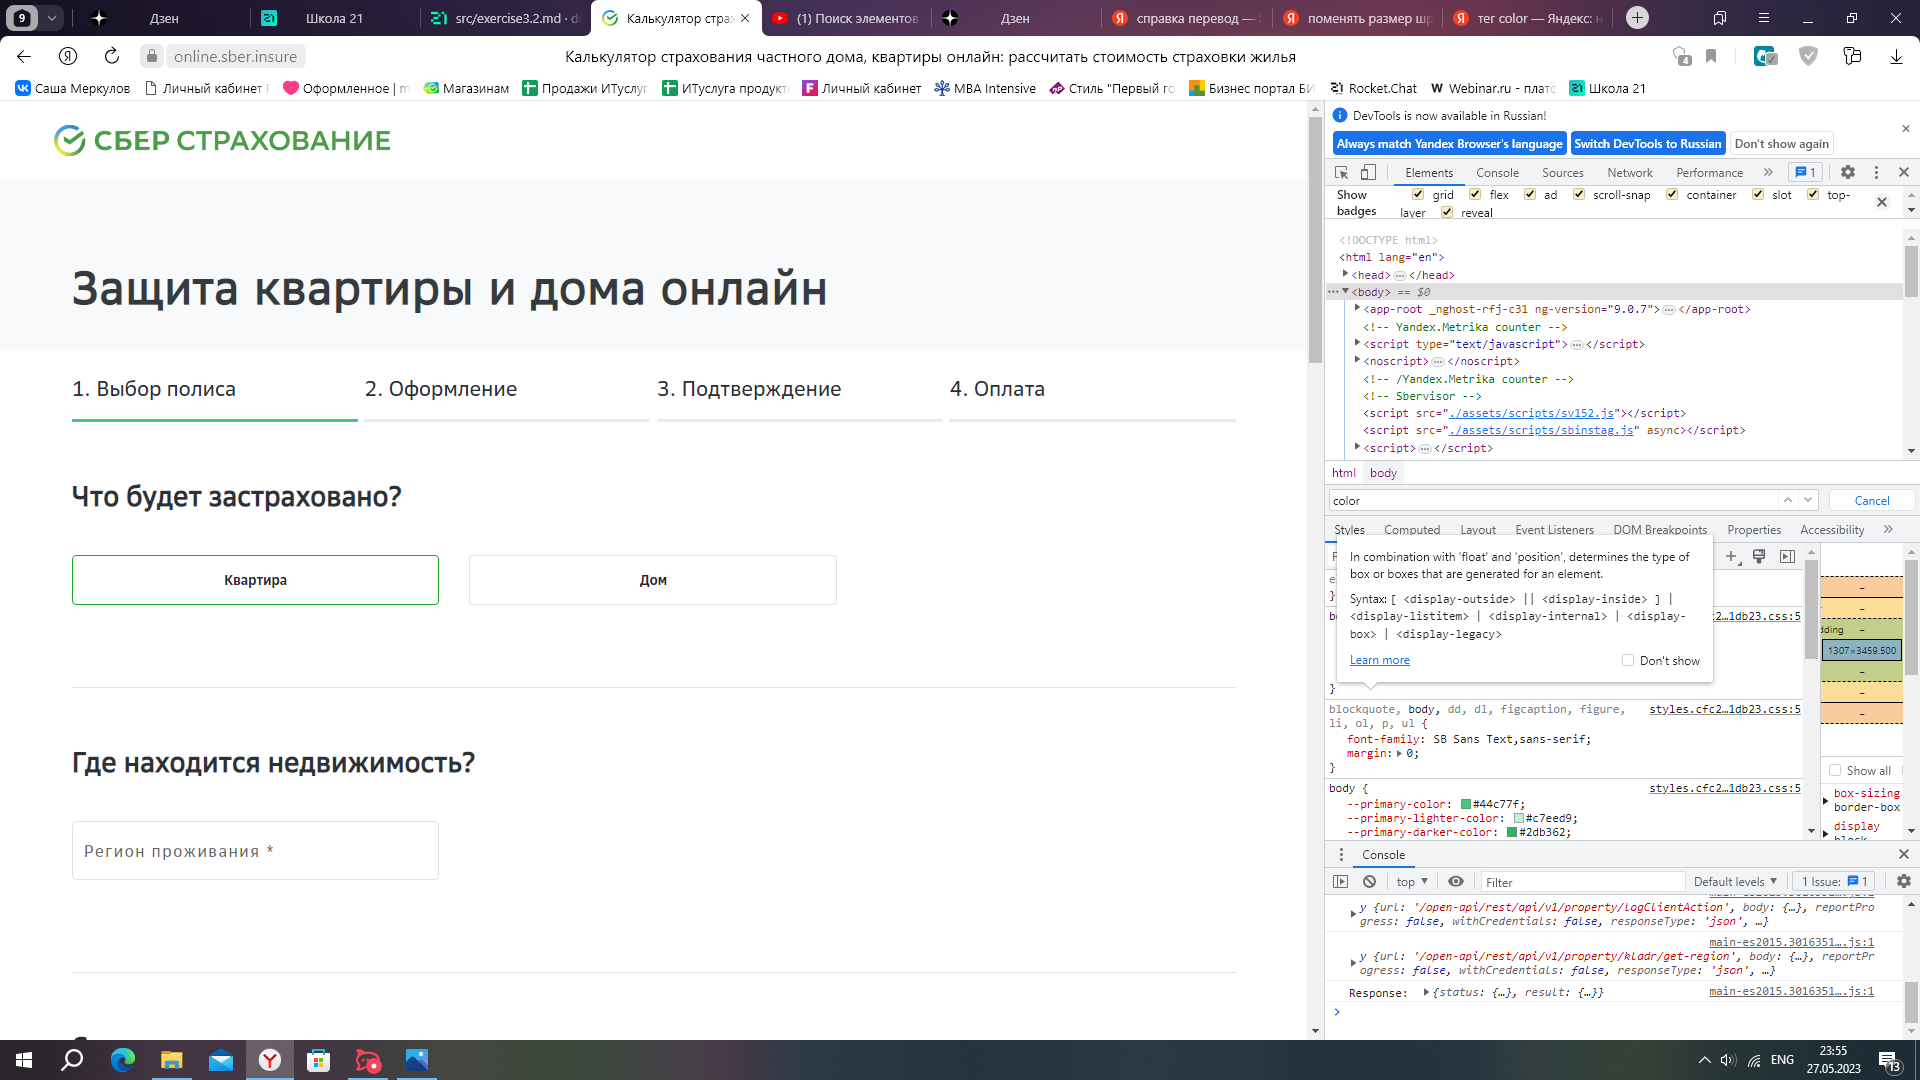 9
Дзен
Школа 21
src/exercise3.2.md · d
Калькулятор страх
(1) Поиск элементов
Дзен
справка перевод — Я
поменять размер шр
тег color — Яндекс: н
online.sber.insure
Калькулятор страхования частного дома, квартиры онлайн: рассчитать стоимость страховки жилья
4
Саша Меркулов
Личный кабинет
Оформленное | m
Магазинам
Продажи ИТуслуг
ИТуслуга продукт
Личный кабинет
MBA Intensive
Стиль "Первый го
Бизнес портал БИ
Rocket.Chat
Webinar.ru - платф
Школа 21
СБЕР СТРАХОВАНИЕ
Защита квартиры и дома онлайн
1. Выбор полиса
2. Оформление
3. Подтверждение
4. Оплата
Что будет застраховано?
Квартира
Дом
Где находится недвижимость?
Регион проживания *
DevTools is now available in Russian!
Always match Yandex Browser's language
Switch DevTools to Russian
Don't show again
Elements
Console
Sources
Network
Performance
1
Show badges
grid
flex
ad
scroll-snap
container
slot
top-layer
reveal
<!DOCTYPE html>
<html lang="en">
<head> … </head>
<body> == $0
<app-root _nghost-rfj-c31 ng-version="9.0.7"> … </app-root>
<!-- Yandex.Metrika counter -->
<script type="text/javascript"> … </script>
<noscript> … </noscript>
<!-- /Yandex.Metrika counter -->
<!-- Sbervisor -->
<script src="./assets/scripts/sv152.js"></script>
<script src="./assets/scripts/sbinstag.js" async></script>
<script> … </script>
html
body
color
Cancel
Styles
Computed
Layout
Event Listeners
DOM Breakpoints
Properties
Accessibility
In combination with 'float' and 'position', determines the type of
box or boxes that are generated for an element.
Syntax: [ <display-outside> || <display-inside> ] |
<display-listitem> | <display-internal> | <display-
box> | <display-legacy>
Learn more
Don't show
}
}
blockquote, body, dd, dl, figcaption, figure,
li, ol, p, ul {
styles.cfc2…1db23.css:5
font-family: SB Sans Text,sans-serif;
margin: 0;
}
body {
styles.cfc2…1db23.css:5
--primary-color: #44c77f;
--primary-lighter-color: #c7eed9;
--primary-darker-color: #2db362;
1307×3459.500
Show all
box-sizing
border-box
display
Console
top
Filter
Default levels
1 Issue:
1
y {url: '/open-api/rest/api/v1/property/logClientAction', body: {…}, reportPro
gress: false, withCredentials: false, responseType: 'json', …}
main-es2015.3016351….js:1
y {url: '/open-api/rest/api/v1/property/kladr/get-region', body: {…}, reportPr
ogress: false, withCredentials: false, responseType: 'json', …}
Response: {status: {…}, result: {…}}
main-es2015.3016351….js:1
ENG
23:55
27.05.2023
13